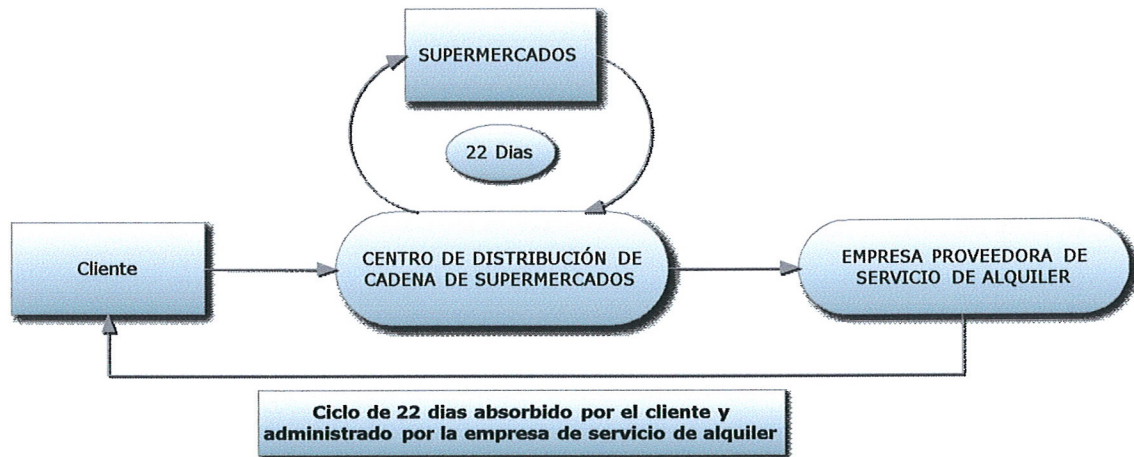 SUPERMERCADOS
22 Dias
Cliente
CENTRO DE DISTRIBUCIÓN DE
CADENA DE SUPERMERCADOS
EMPRESA PROVEEDORA DE
SERVICIO DE ALQUILER
Ciclo de 22 dias absorbido por el cliente y
administrado por la empresa de servicio de alquiler